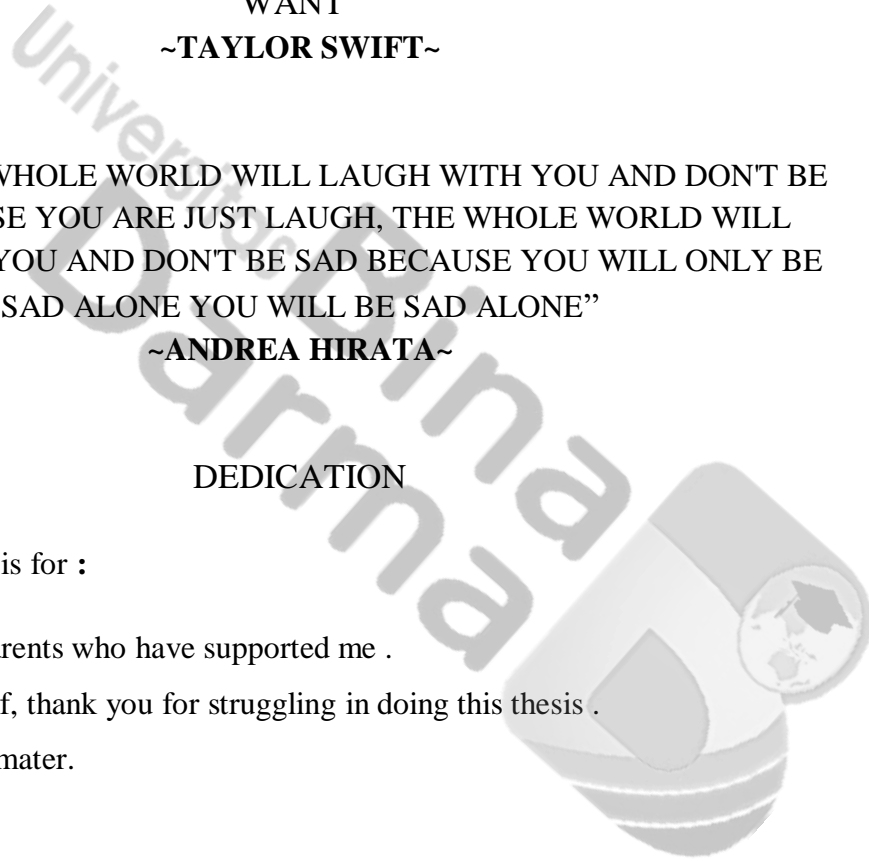 WANT
~TAYLOR SWIFT~
WHOLE WORLD WILL LAUGH WITH YOU AND DON'T BE
SE YOU ARE JUST LAUGH, THE WHOLE WORLD WILL
YOU AND DON'T BE SAD BECAUSE YOU WILL ONLY BE
SAD ALONE YOU WILL BE SAD ALONE”
~ANDREA HIRATA~
DEDICATION
is for :
rents who have supported me .
f, thank you for struggling in doing this thesis .
mater.
Universitas
Bina
Darma